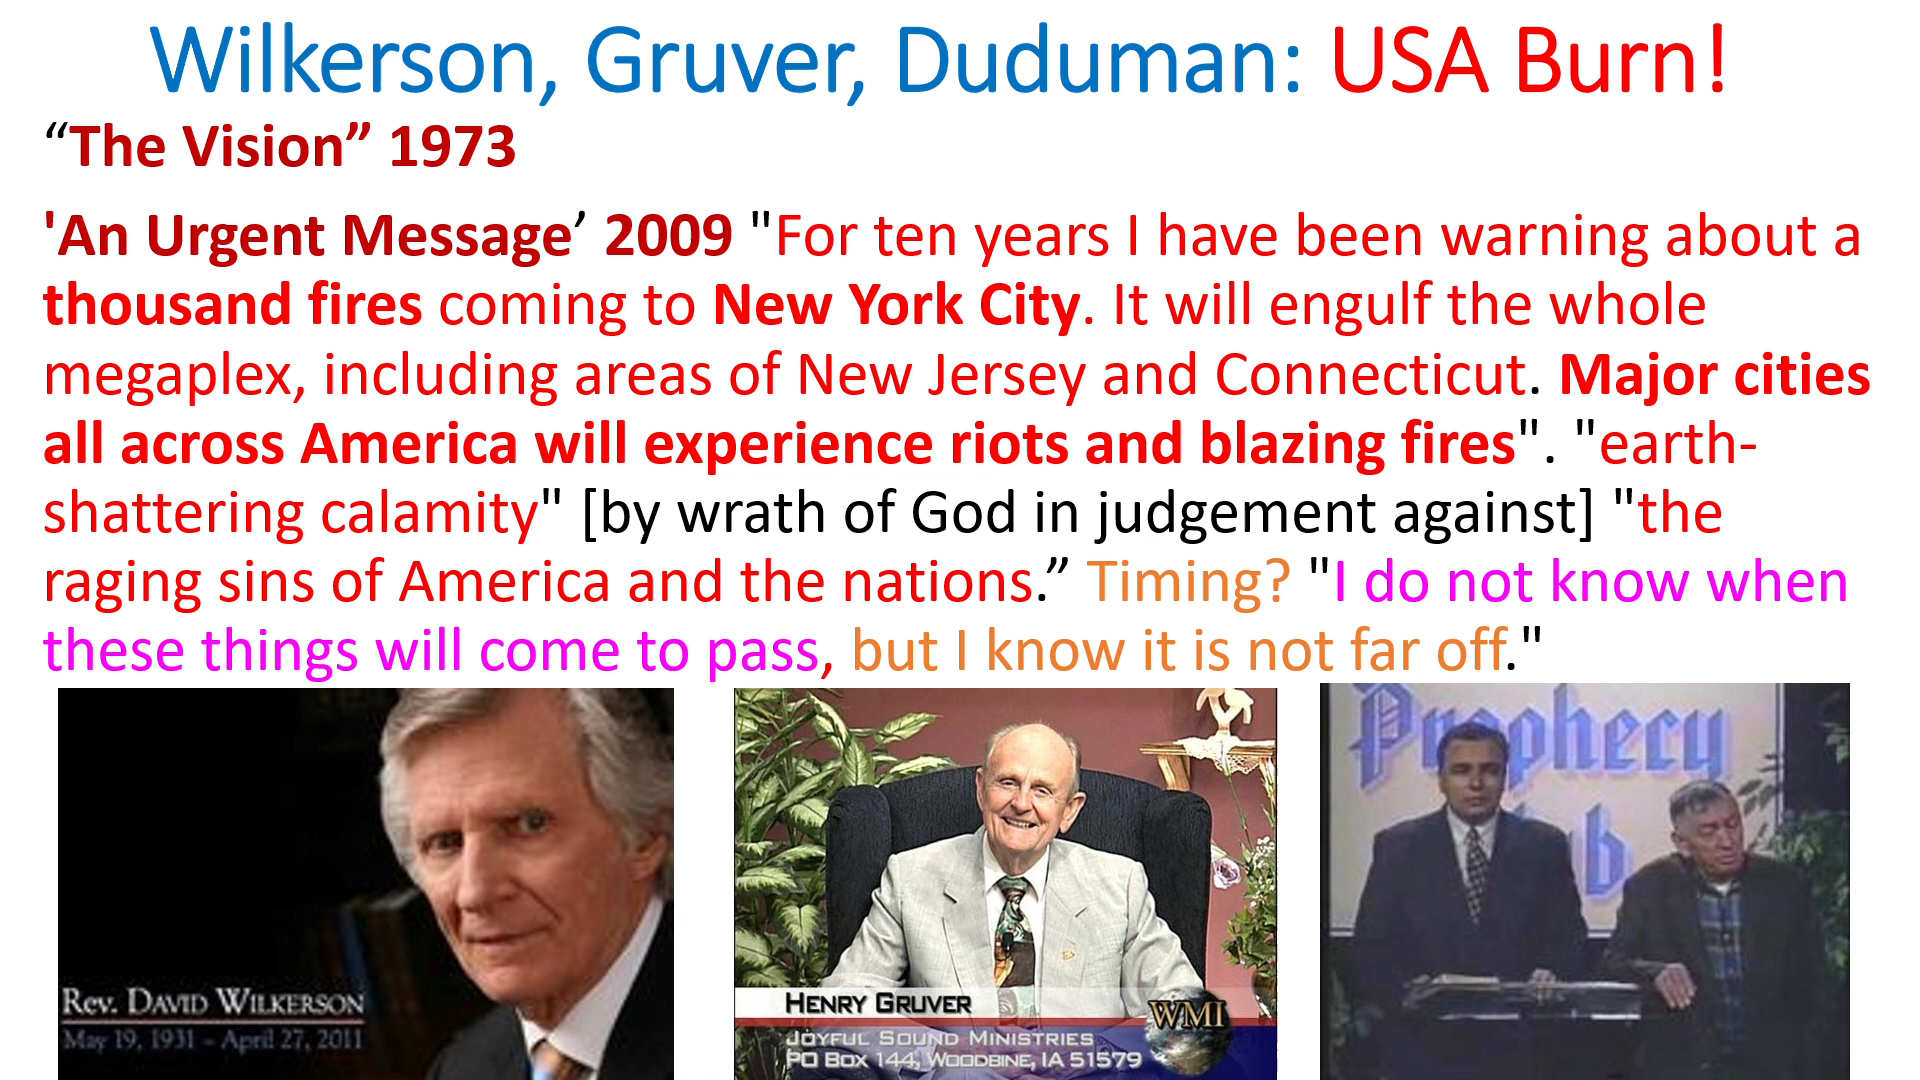 Wilkerson, Gruver, Duduman: USA Burn!
“The Vision” 1973
'An Urgent Message’ 2009 "For ten years I have been warning about a
thousand fires coming to New York City. It will engulf the whole
megaplex, including areas of New Jersey and Connecticut. Major cities
all across America will experience riots and blazing fires". "earth-
shattering calamity" [by wrath of God in judgement against] "the
raging sins of America and the nations.” Timing? "I do not know when
these things will come to pass, but I know it is not far off."
Rev. David Wilkerson
May 19, 1931 – April 27, 2011
Henry Gruver
WMI
Joyful Sound Ministries
PO Box 144, Woodbine, IA 51579
Prophecy